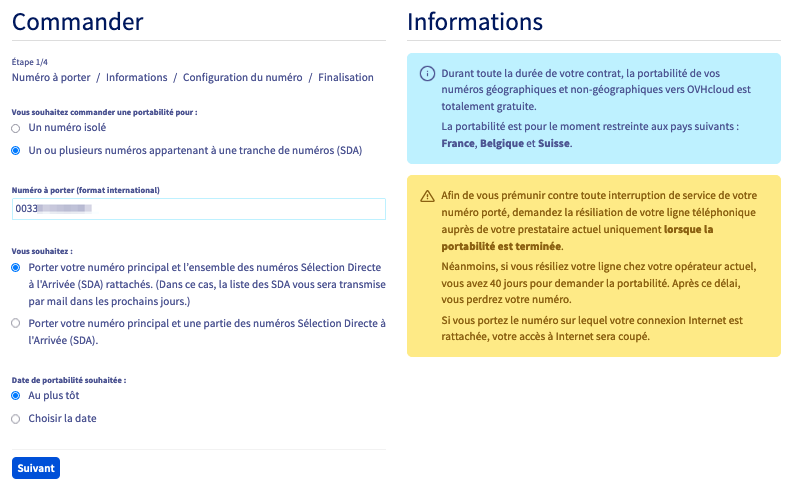 Commander
Étape 1/4
Numéro à porter / Informations / Configuration du numéro / Finalisation
Vous souhaitez commander une portabilité pour :
Un numéro isolé
Un ou plusieurs numéros appartenant à une tranche de numéros (SDA)
Numéro à porter (format international)
0033
Vous souhaitez :
Porter votre numéro principal et l'ensemble des numéros Sélection Directe
à l'Arrivée (SDA) rattachés. (Dans ce cas, la liste des SDA vous sera transmise
par mail dans les prochains jours.)
Porter votre numéro principal et une partie des numéros Sélection Directe à
l'Arrivée (SDA).
Date de portabilité souhaitée :
Au plus tôt
Choisir la date
Suivant
Informations
Durant toute la durée de votre contrat, la portabilité de vos
numéros géographiques et non-géographiques vers OVHcloud est
totalement gratuite.
La portabilité est pour le moment restreinte aux pays suivants :
France, Belgique et Suisse.
Afin de vous prémunir contre toute interruption de service de votre
numéro porté, demandez la résiliation de votre ligne téléphonique
auprès de votre prestataire actuel uniquement lorsque la
portabilité est terminée.
Néanmoins, si vous résiliez votre ligne chez votre opérateur actuel,
vous avez 40 jours pour demander la portabilité. Après ce délai,
vous perdrez votre numéro.
Si vous portez le numéro sur lequel votre connexion Internet est
rattachée, votre accès à Internet sera coupé.